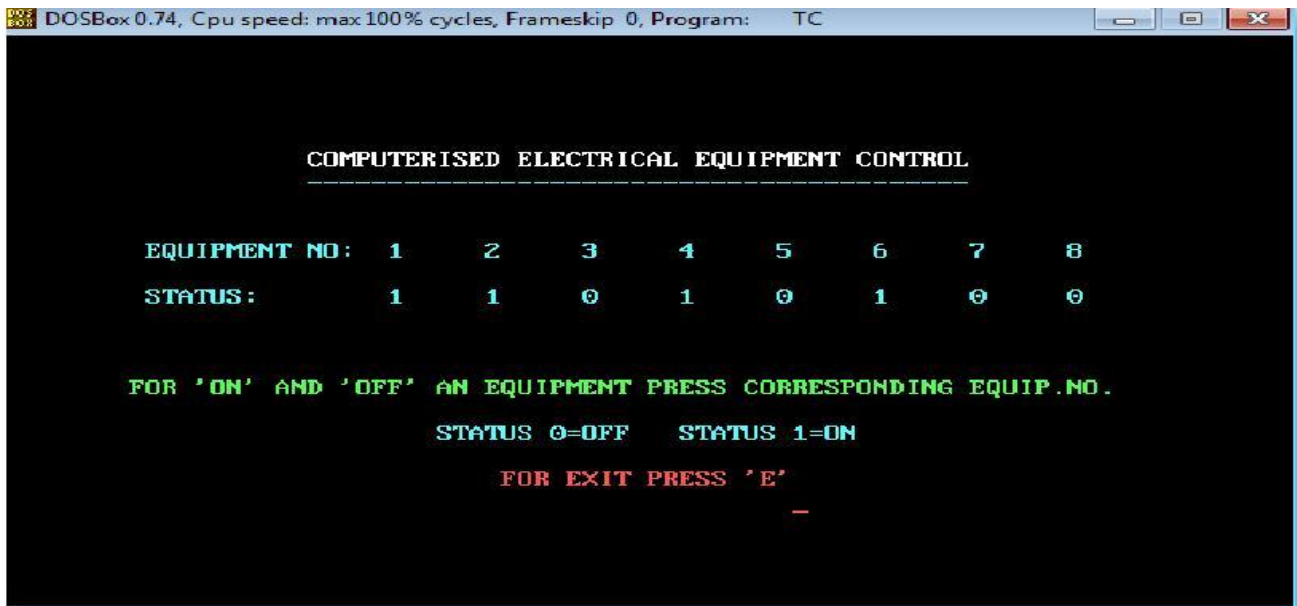 DOSBox 0.74, Cpu speed: max 100% cycles, Frameskip 0, Program: TC
COMPUTERISED ELECTRICAL EQUIPMENT CONTROL
EQUIPMENT NO: 1 2 3 4 5 6 7 8
STATUS: 1 1 0 1 0 1 0 0
FOR 'ON' AND 'OFF' AN EQUIPMENT PRESS CORRESPONDING EQUIP.NO.
STATUS 0=OFF STATUS 1=ON
FOR EXIT PRESS 'E'